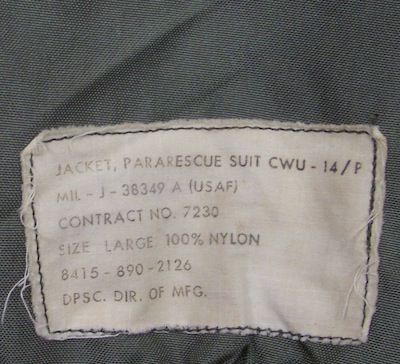 JACKET, PARARESCUE SUIT CWU - 14/P
MIL - J - 38349 A (USAF)
CONTRACT NO. 7230
SIZE LARGE 100% NYLON
8415 - 890 - 2126
DPSC. DIR. OF MFG.